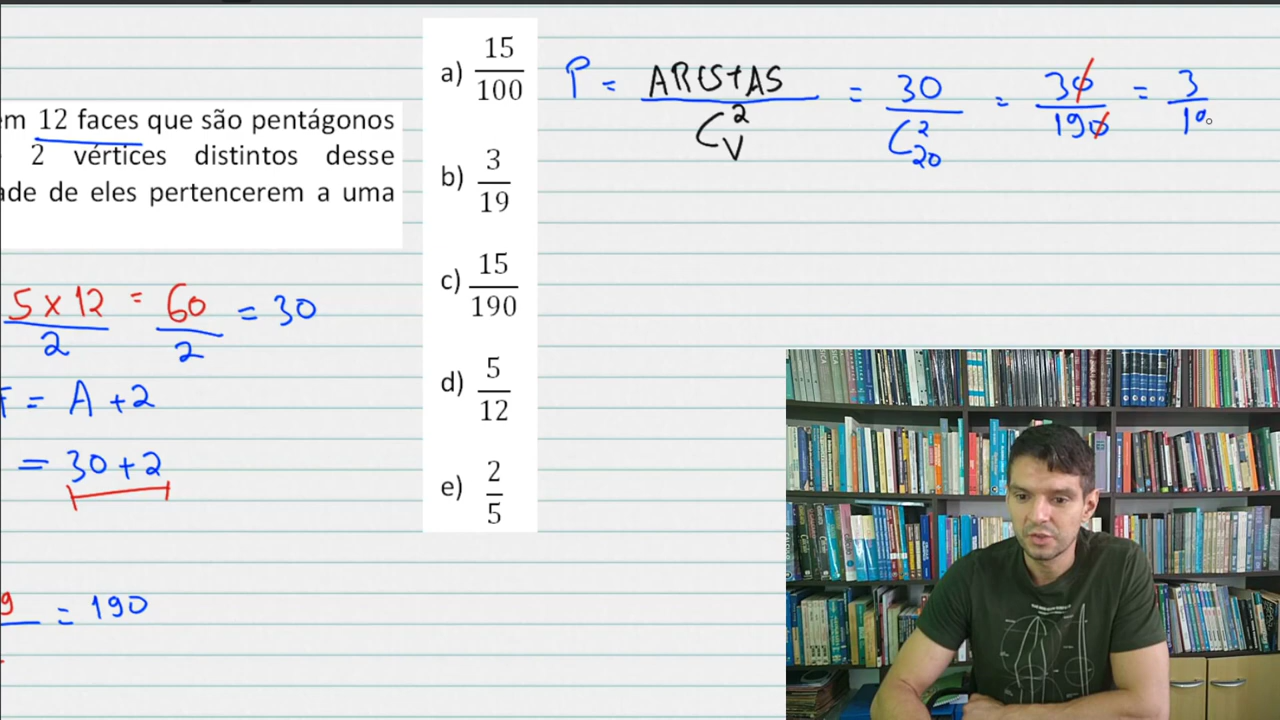 em 12 faces que são pentágonos
2 vértices distintos desse
ade de eles pertencerem a uma
5 x 12 / 2 = 60 / 2 = 30
F = A + 2
= 30 + 2
9 = 190
a) 15/100
b) 3/19
c) 15/190
d) 5/12
e) 2/5
P = ARESTAS / C_V^2 = 30 / C_20^2 = 30 / 190 = 3 / 19